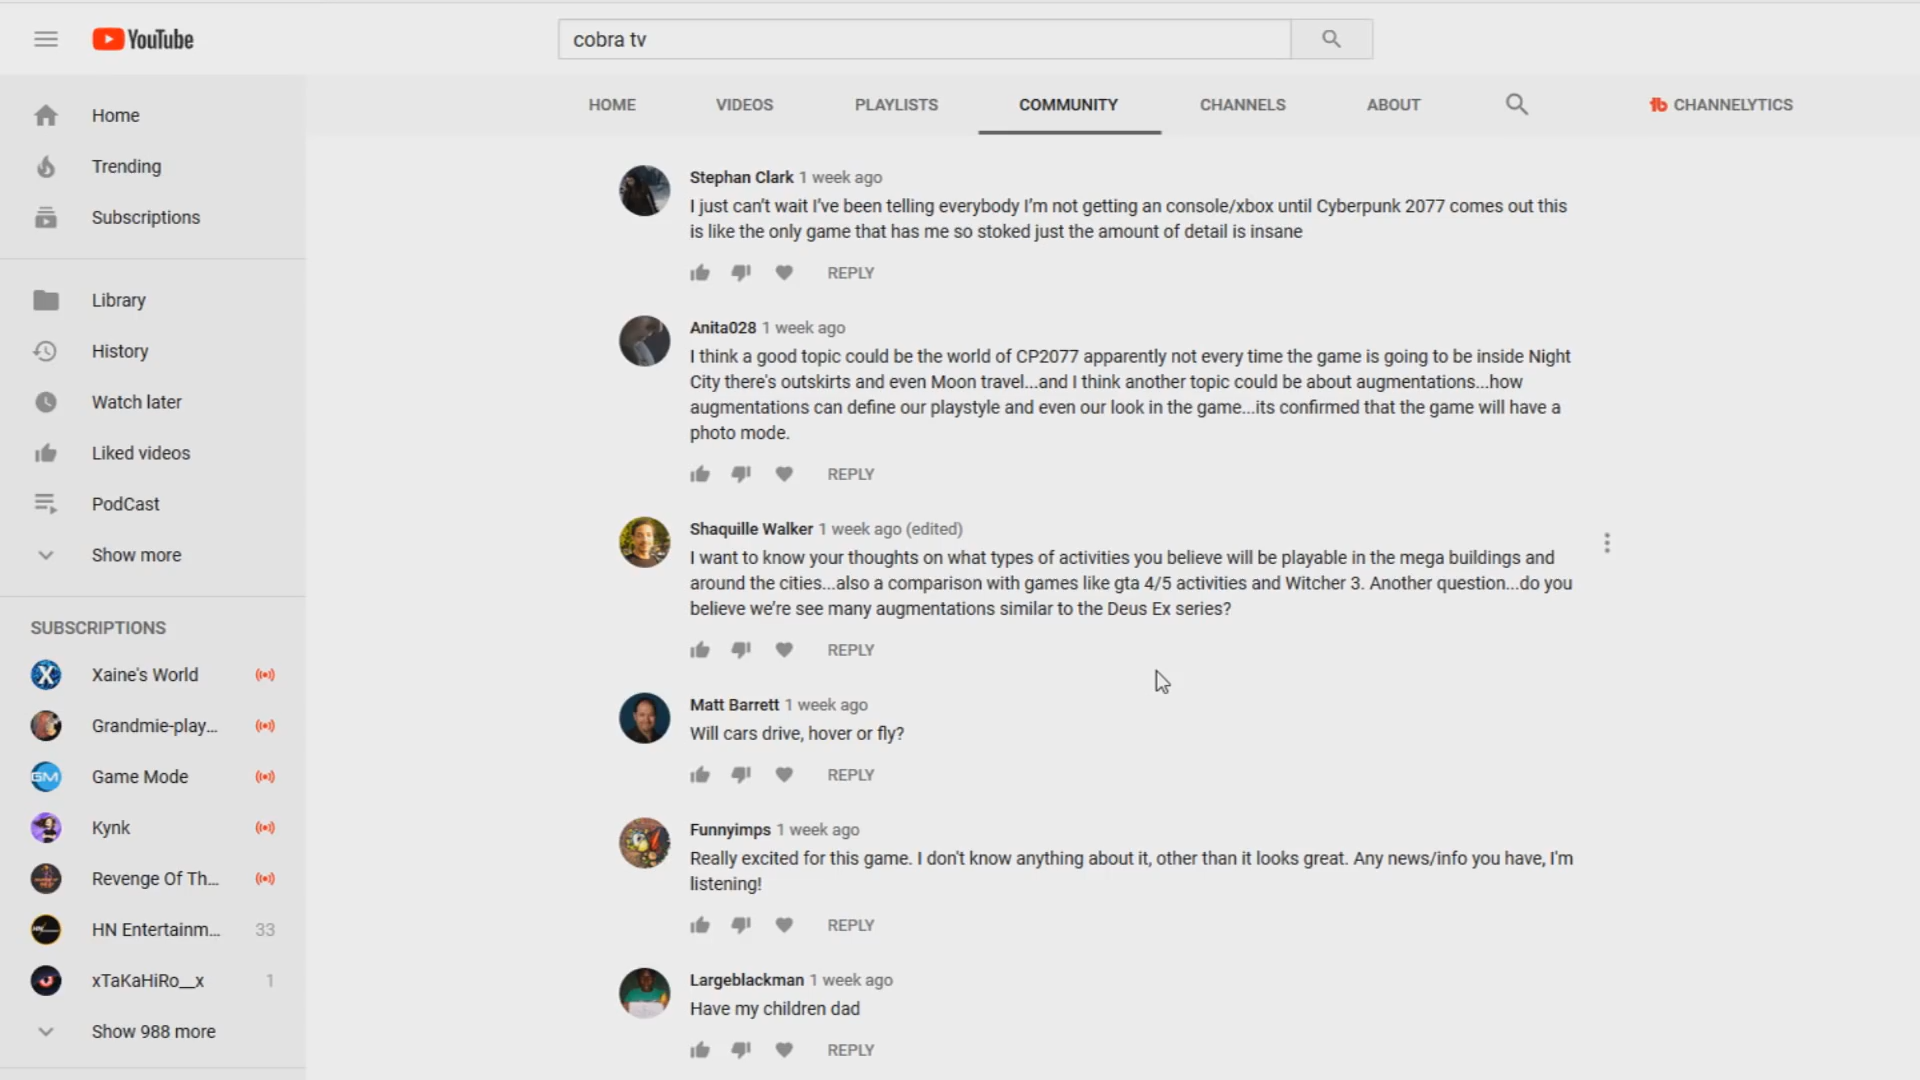 YouTube
cobra tv
HOME VIDEOS PLAYLISTS COMMUNITY CHANNELS ABOUT CHANNELYTICS
Home
Trending
Subscriptions
Library
History
Watch later
Liked videos
PodCast
Show more
SUBSCRIPTIONS
Xaine's World
Grandmie-play...
Game Mode
Kynk
Revenge Of Th...
HN Entertainm... 33
xTaKaHiRo__x 1
Show 988 more
Stephan Clark 1 week ago
I just can't wait I've been telling everybody I'm not getting an console/xbox until Cyberpunk 2077 comes out this
is like the only game that has me so stoked just the amount of detail is insane
REPLY
Anita028 1 week ago
I think a good topic could be the world of CP2077 apparently not every time the game is going to be inside Night
City there's outskirts and even Moon travel...and I think another topic could be about augmentations...how
augmentations can define our playstyle and even our look in the game...its confirmed that the game will have a
photo mode.
REPLY
Shaquille Walker 1 week ago (edited)
I want to know your thoughts on what types of activities you believe will be playable in the mega buildings and
around the cities...also a comparison with games like gta 4/5 activities and Witcher 3. Another question...do you
believe we're see many augmentations similar to the Deus Ex series?
REPLY
Matt Barrett 1 week ago
Will cars drive, hover or fly?
REPLY
Funnyimps 1 week ago
Really excited for this game. I don't know anything about it, other than it looks great. Any news/info you have, I'm
listening!
REPLY
Largeblackman 1 week ago
Have my children dad
REPLY